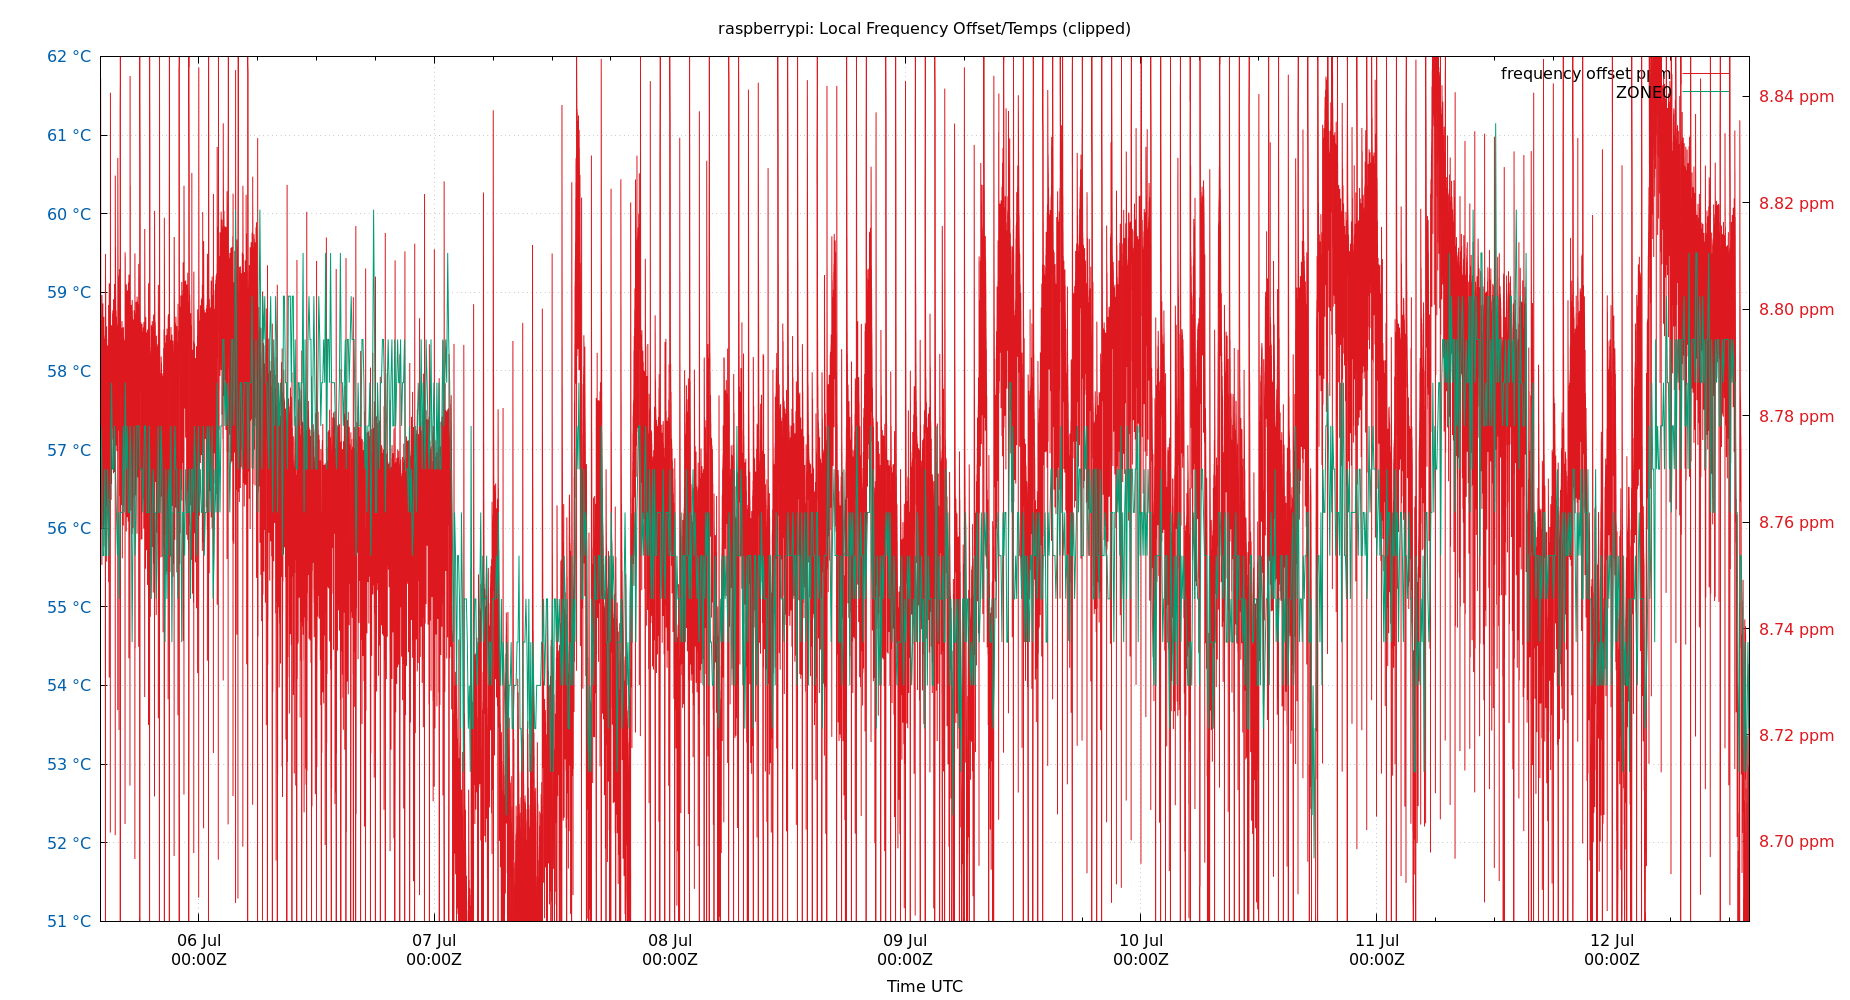 raspberrypi: Local Frequency Offset/Temps (clipped)
62 °C
61 °C
60 °C
59 °C
58 °C
57 °C
56 °C
55 °C
54 °C
53 °C
52 °C
51 °C
frequency offset ppm
ZONE0
8.84 ppm
8.82 ppm
8.80 ppm
8.78 ppm
8.76 ppm
8.74 ppm
8.72 ppm
8.70 ppm
06 Jul 07 Jul 08 Jul 09 Jul 10 Jul 11 Jul 12 Jul
00:00Z 00:00Z 00:00Z 00:00Z 00:00Z 00:00Z 00:00Z
Time UTC